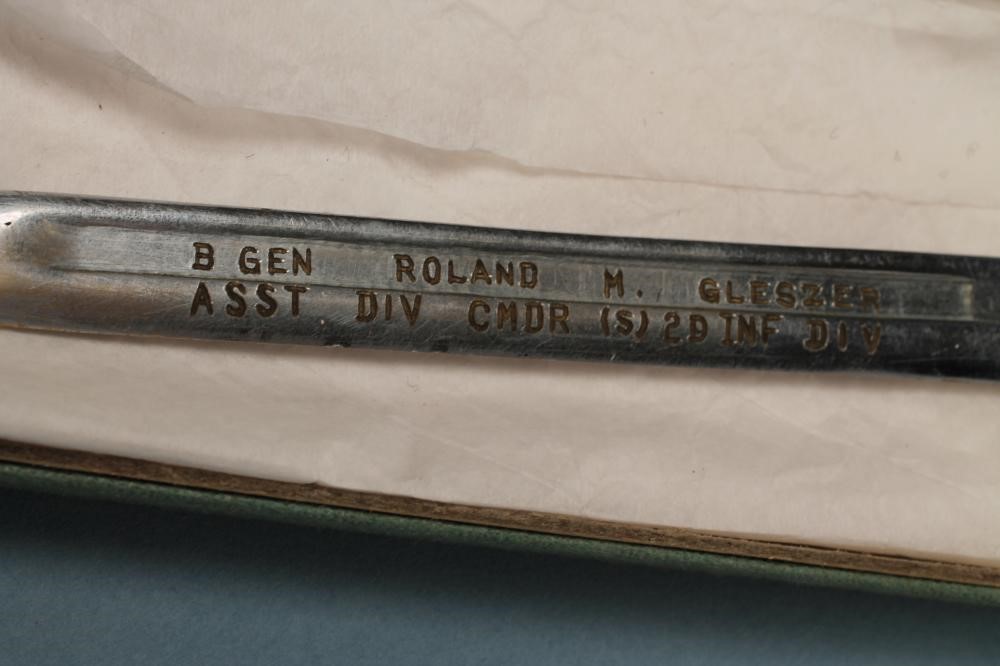 B GEN ROLAND M. GLESZER
ASST DIV CMDR (S) 2D INF DIV